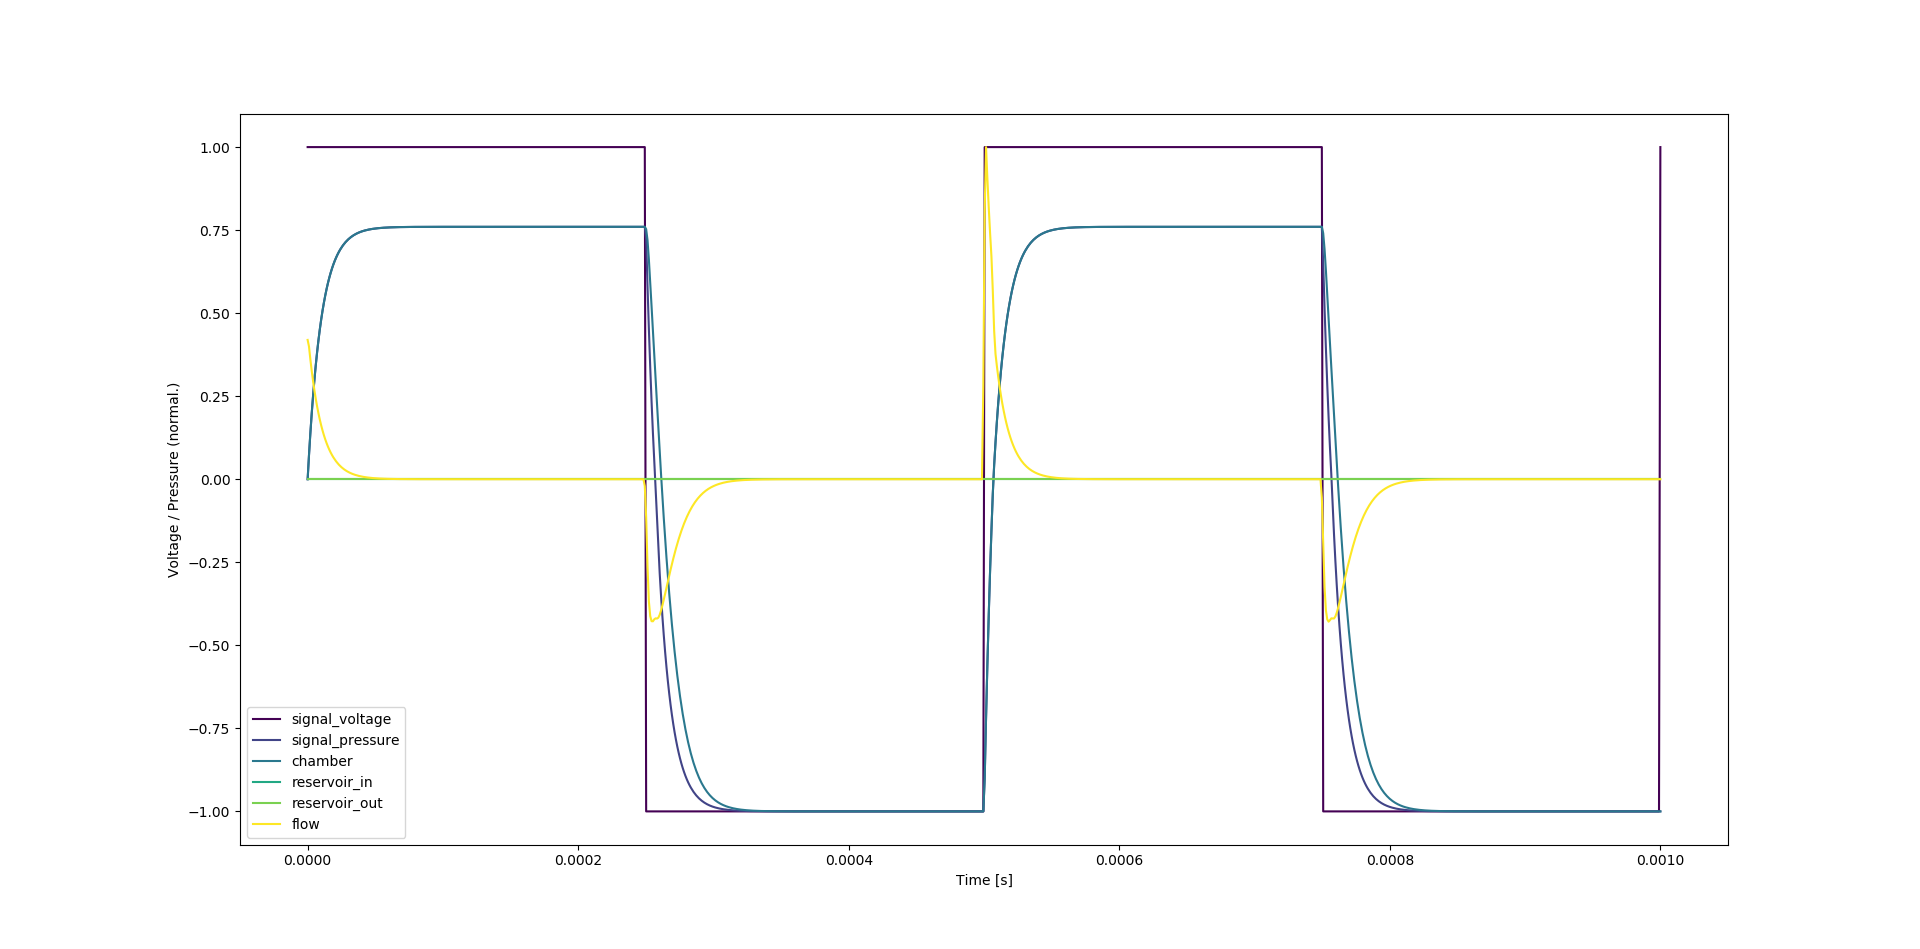 1.00
0.75
0.50
0.25
0.00
−0.25
−0.50
−0.75
−1.00
Voltage / Pressure (normal.)
signal_voltage
signal_pressure
chamber
reservoir_in
reservoir_out
flow
0.0000 0.0002 0.0004 0.0006 0.0008 0.0010
Time [s]